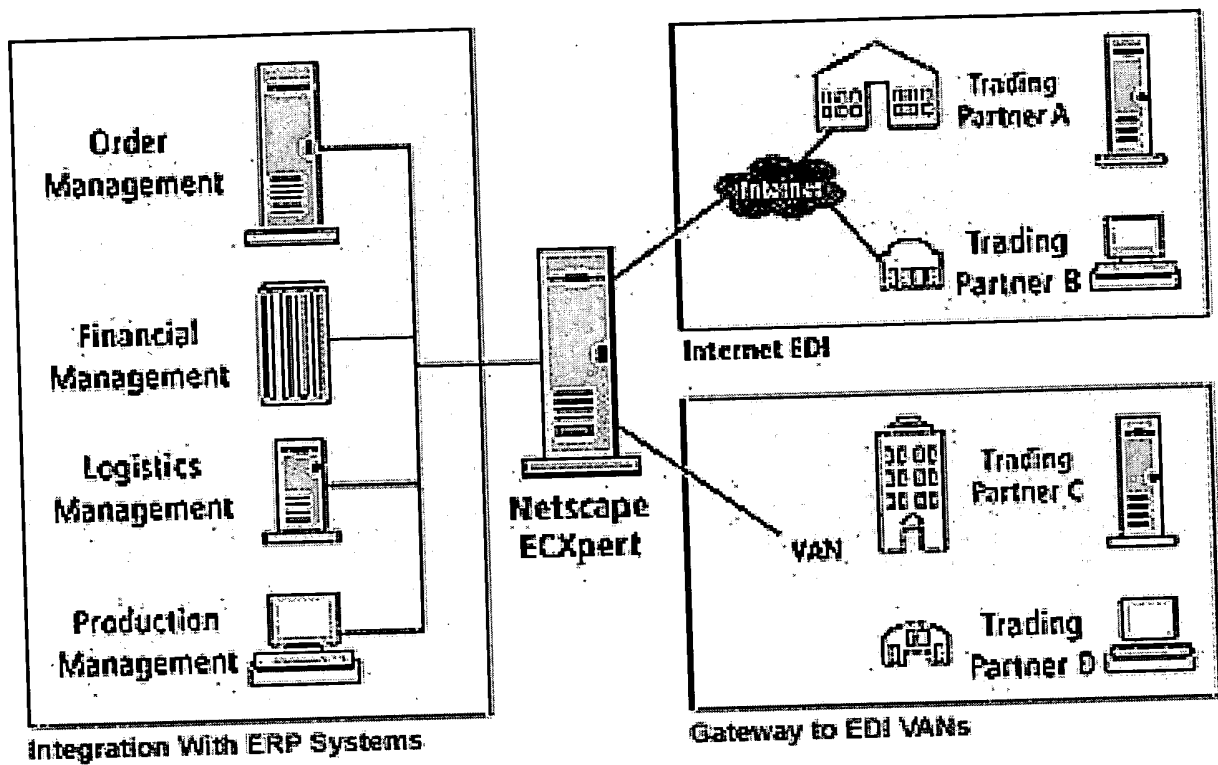 Order
Management
Financial
Management
Logistics
Management
Production
Management
Integration With ERP Systems
Netscape
ECXpert
Internet
Trading
Partner A
Trading
Partner B
Internet EDI
VAN
Trading
Partner C
Trading
Partner D
Gateway to EDI VANs